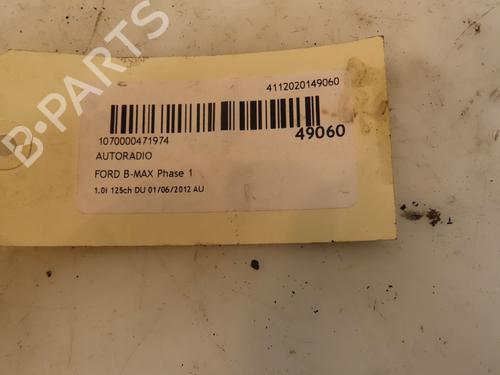 B-PARTS
4112020149060
1070000471974
49060
AUTORADIO
FORD B-MAX Phase 1
1.0i 125ch DU 01/06/2012 AU